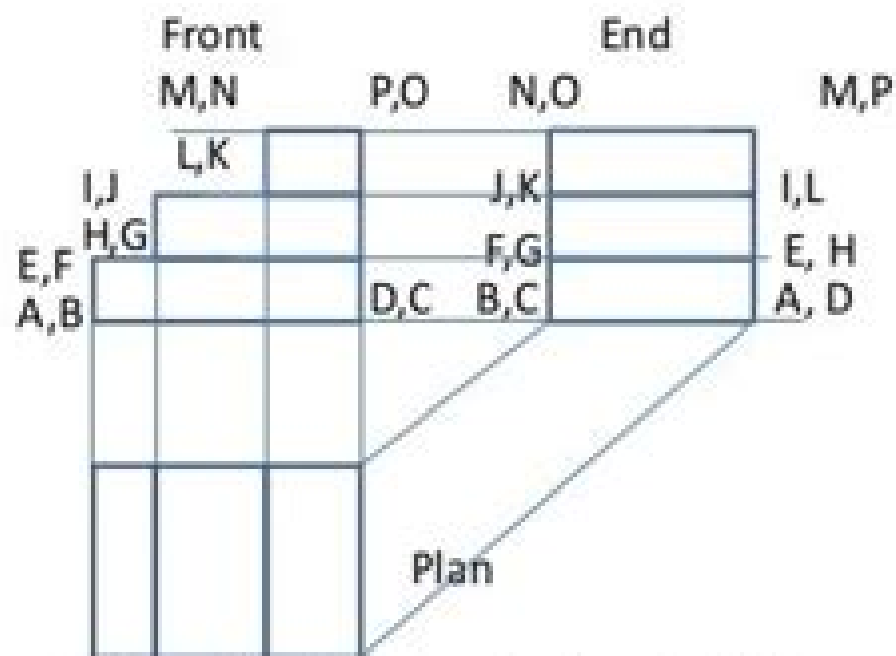 Front End
M,N P,O N,O M,P
L,K
I,J J,K I,L
H,G F,G E, H
E,F
A,B D,C B,C A, D
Plan